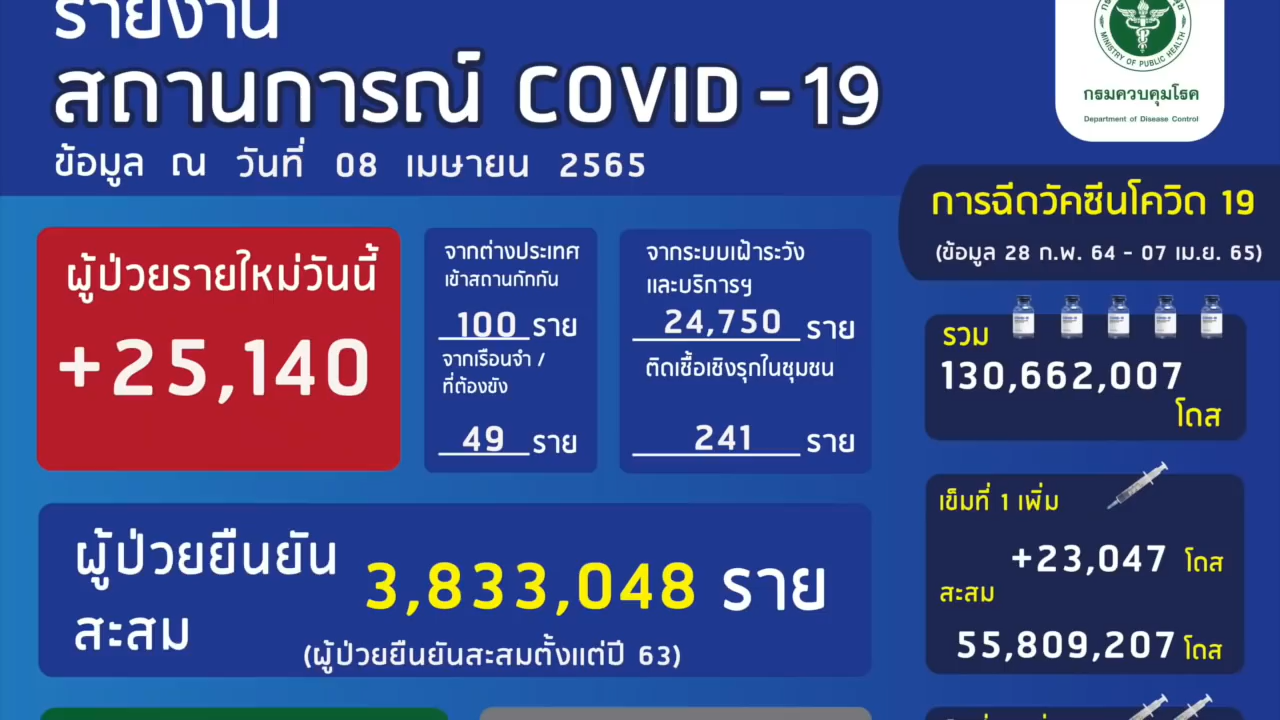 รายงาน
สถานการณ์ COVID -19
ข้อมูล ณ วันที่ 08 เมษายน 2565
MINISTRY OF PUBLIC HEALTH
กรมควบคุมโรค
Department of Disease Control
ผู้ป่วยรายใหม่วันนี้
+25,140
จากต่างประเทศ
เข้าสถานกักกัน
100 ราย
จากเรือนจำ /
ที่ต้องขัง
49 ราย
จากระบบเฝ้าระวัง
และบริการฯ
24,750 ราย
ติดเชื้อเชิงรุกในชุมชน
241 ราย
ผู้ป่วยยืนยัน
สะสม
3,833,048 ราย
(ผู้ป่วยยืนยันสะสมตั้งแต่ปี 63)
การฉีดวัคซีนโควิด 19
(ข้อมูล 28 ก.พ. 64 - 07 เม.ย. 65)
รวม
130,662,007
โดส
เข็มที่ 1 เพิ่ม
+23,047 โดส
สะสม
55,809,207 โดส